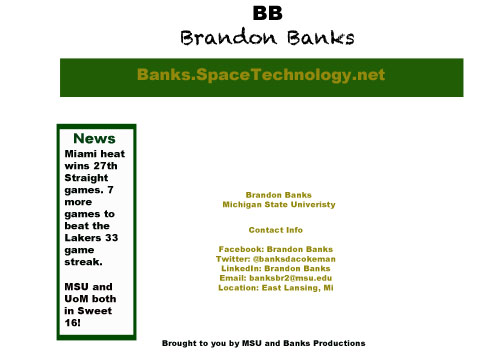 BB
Brandon Banks
Banks.SpaceTechnology.net
News
Miami heat
wins 27th
Straight
games. 7
more
games to
beat the
Lakers 33
game
streak.
MSU and
UoM both
in Sweet
16!
Brandon Banks
Michigan State Univeristy
Contact Info
Facebook: Brandon Banks
Twitter: @banksdacokeman
LinkedIn: Brandon Banks
Email: banksbr2@msu.edu
Location: East Lansing, Mi
Brought to you by MSU and Banks Productions